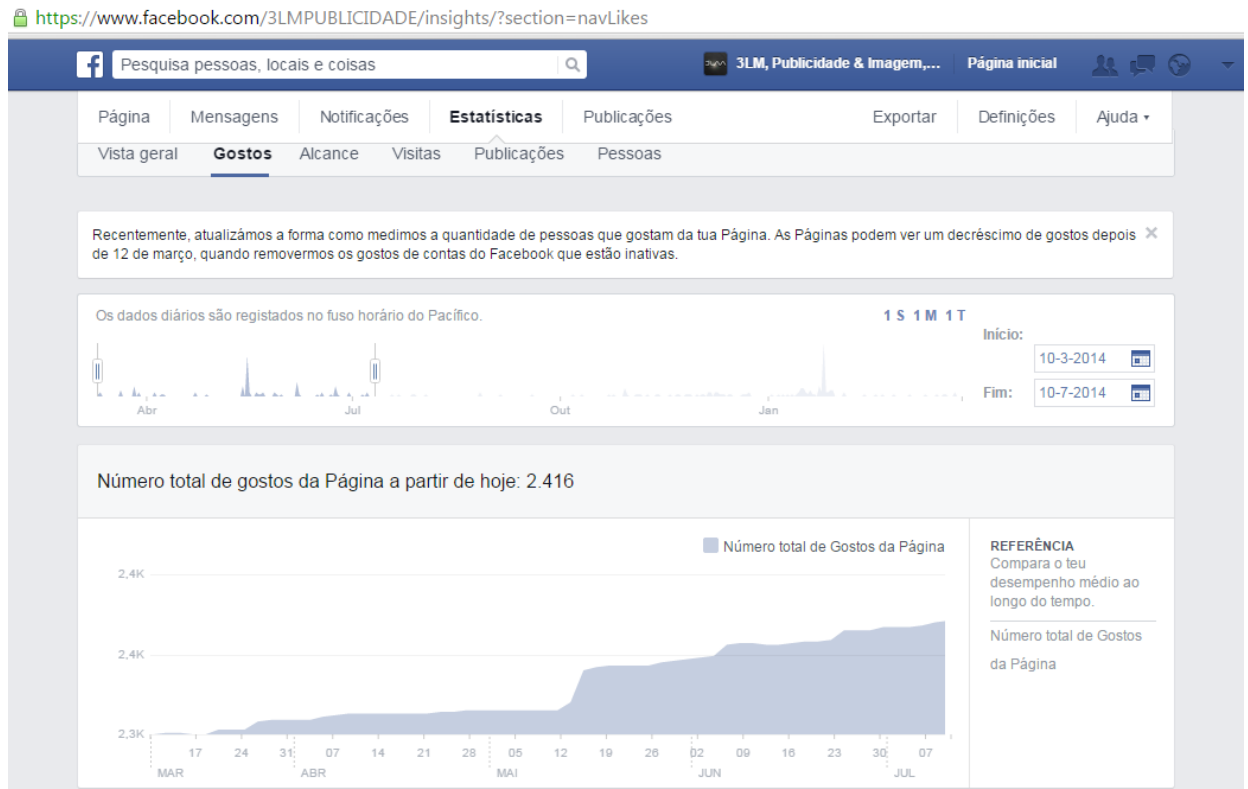 https://www.facebook.com/3LMPUBLICIDADE/insights/?section=navLikes
f Pesquisa pessoas, locais e coisas 3LM, Publicidade & Imagem,... Página inicial
Página Mensagens Notificações Estatísticas Publicações Exportar Definições Ajuda
Vista geral Gostos Alcance Visitas Publicações Pessoas
Recentemente, atualizámos a forma como medimos a quantidade de pessoas que gostam da tua Página. As Páginas podem ver um decréscimo de gostos depois
de 12 de março, quando removermos os gostos de contas do Facebook que estão inativas.
Os dados diários são registados no fuso horário do Pacífico. 1 S 1 M 1 T
Início:
10-3-2014
Fim: 10-7-2014
Abr Jul Out Jan
Número total de gostos da Página a partir de hoje: 2.416
Número total de Gostos da Página
2,4K
2,4K
2,3K
17 24 31 07 14 21 28 05 12 19 26 02 09 16 23 30 07
MAR ABR MAI JUN JUL
REFERÊNCIA
Compara o teu
desempenho médio ao
longo do tempo.
Número total de Gostos
da Página